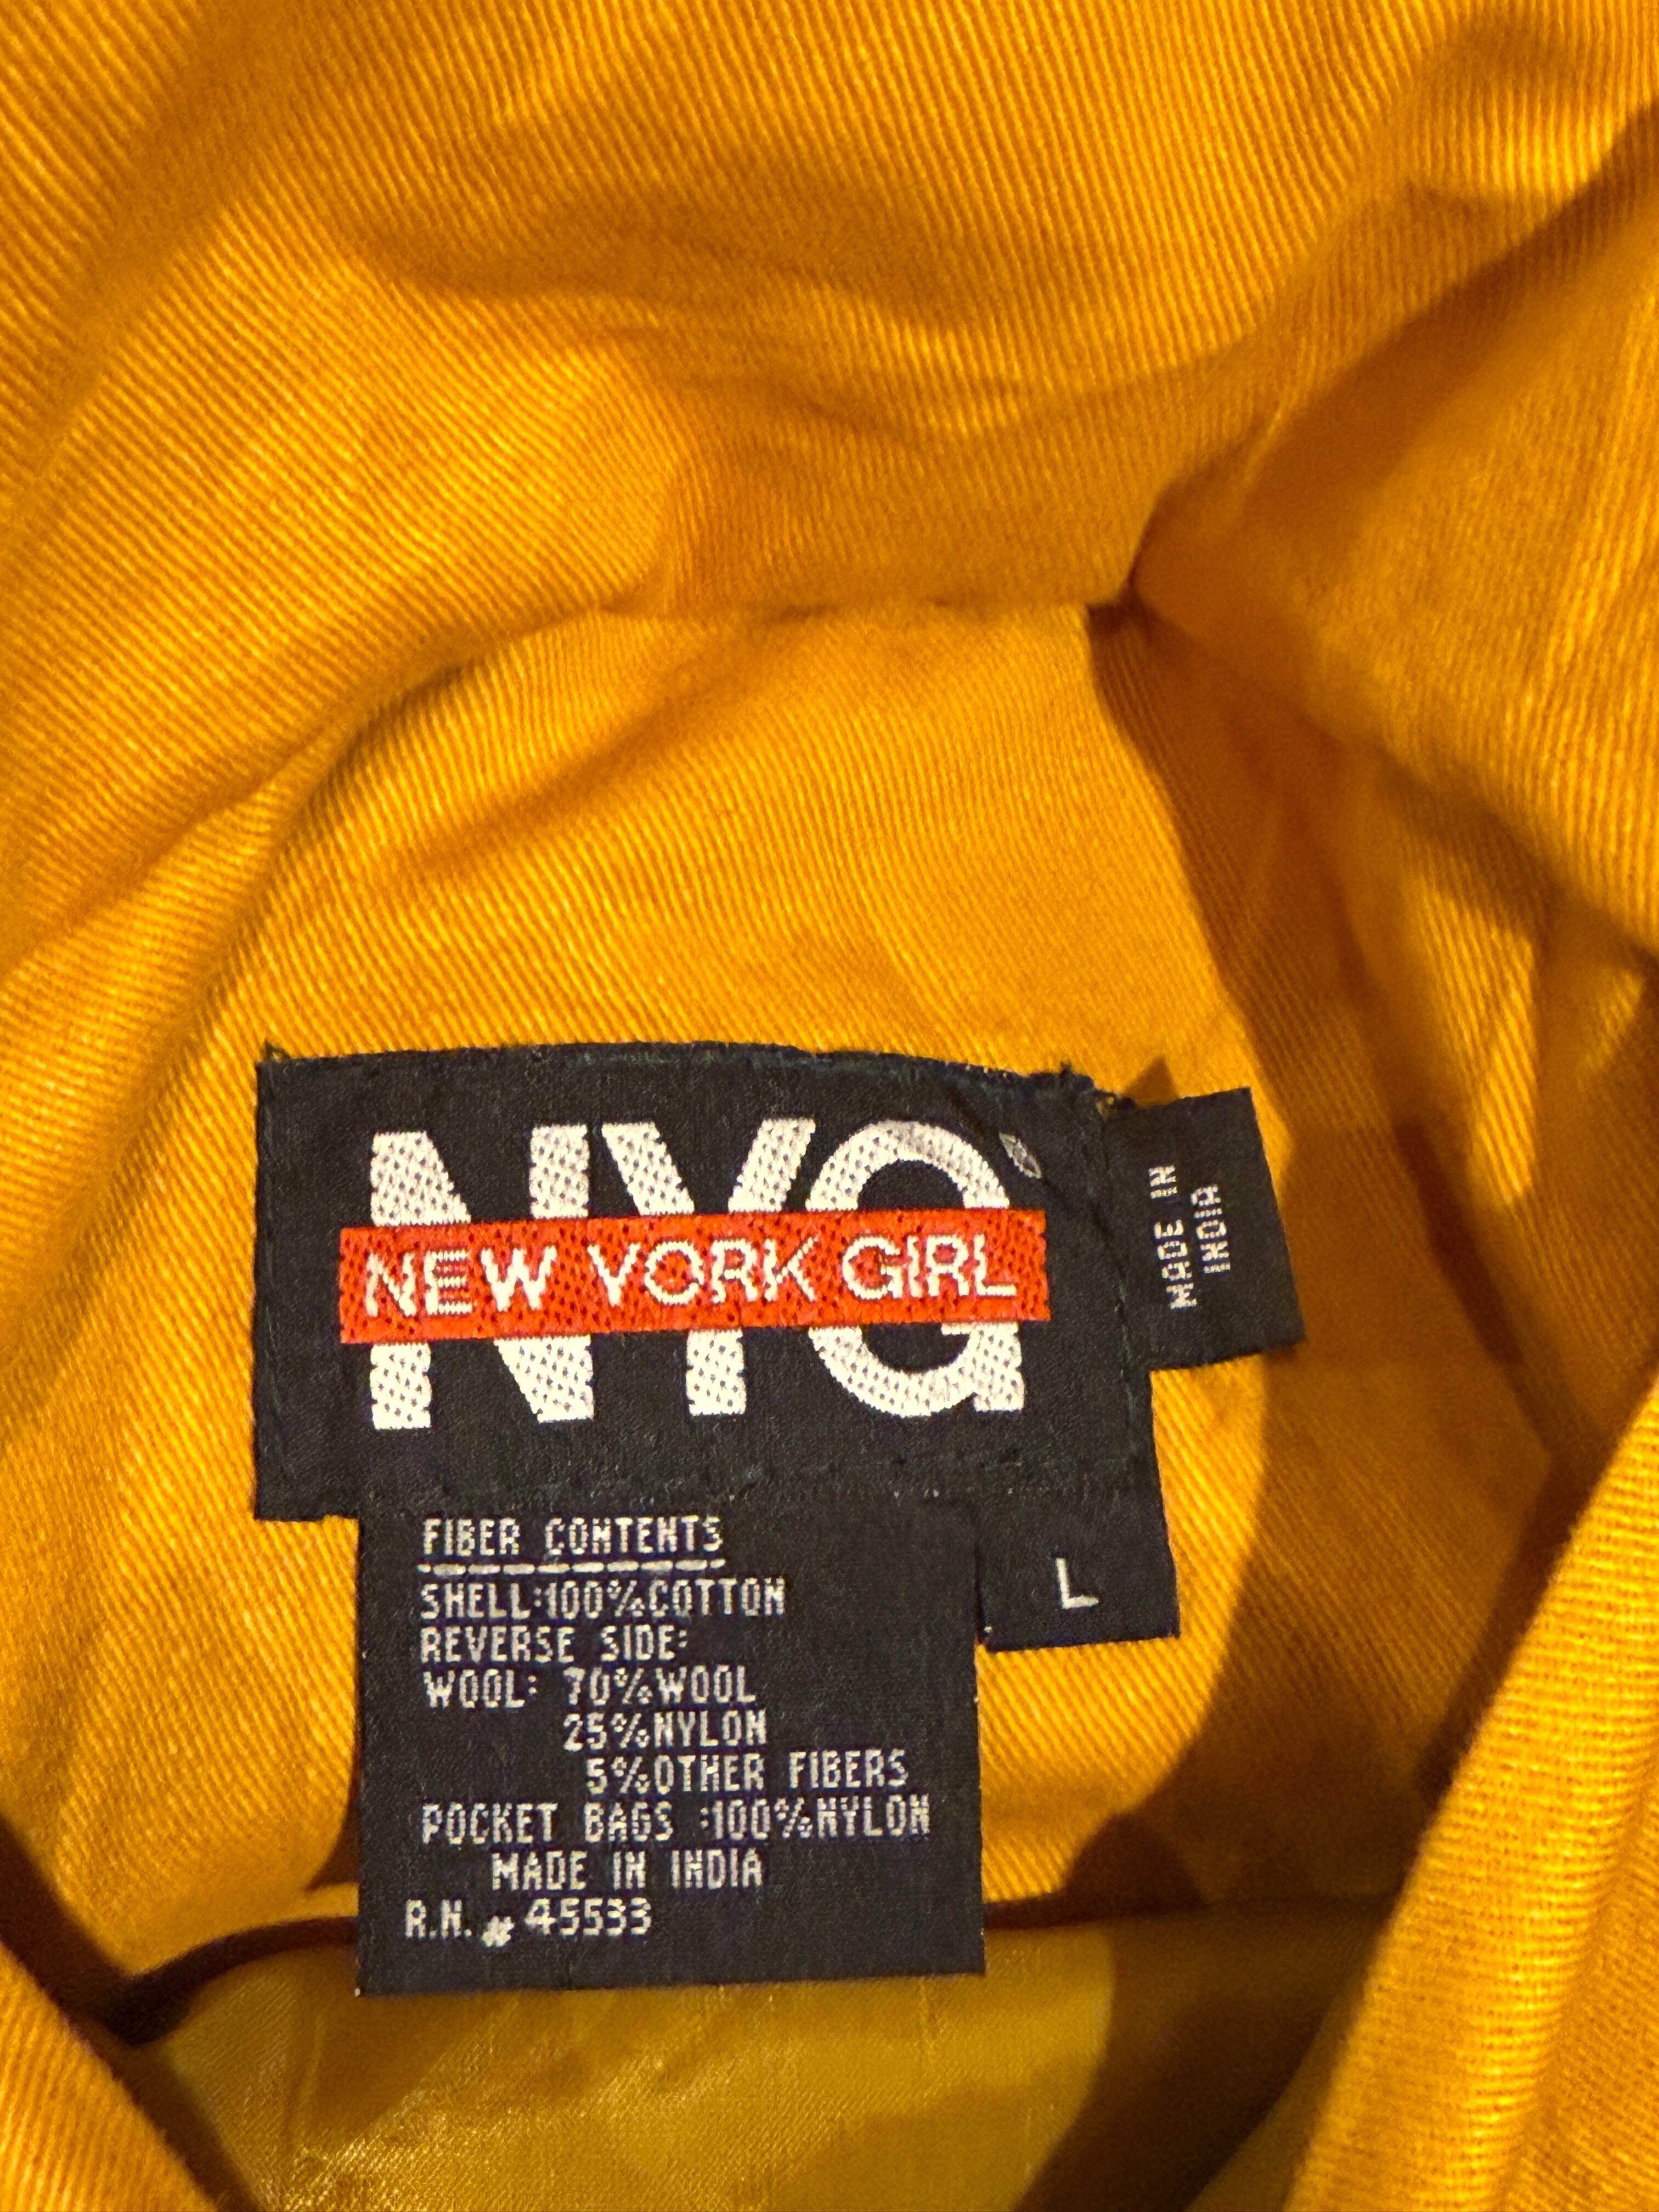 NYG®
NEW YORK GIRL
MADE IN
INDIA
FIBER CONTENTS
SHELL:100%COTTON
REVERSE SIDE:
WOOL: 70%WOOL
25%NYLON
5%OTHER FIBERS
POCKET BAGS :100%NYLON
MADE IN INDIA
R.N. # 45533
L